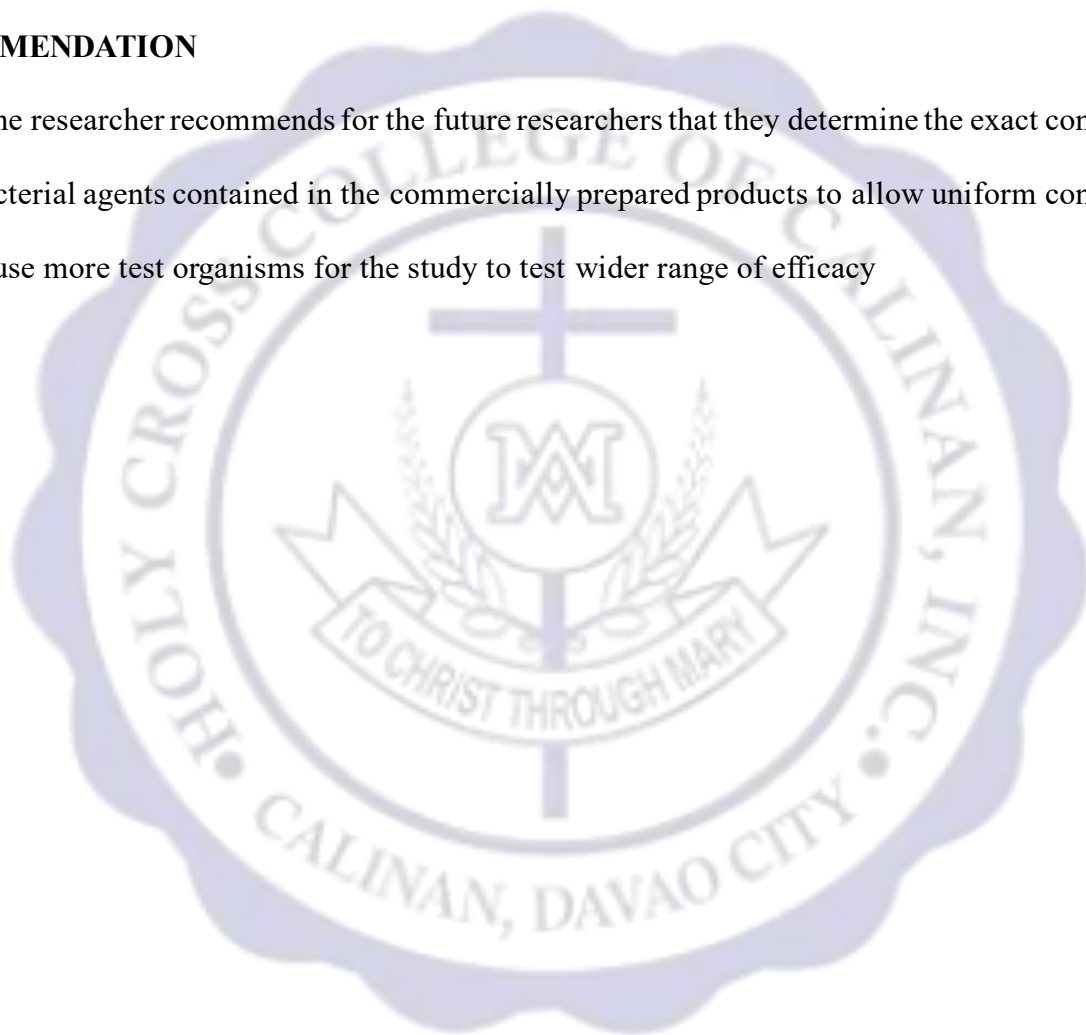 MENDATION
he researcher recommends for the future researchers that they determine the exact con
cterial agents contained in the commercially prepared products to allow uniform con
use more test organisms for the study to test wider range of efficacy
HOLY CROSS COLLEGE OF CALINAN, INC.
TO CHRIST THROUGH MARY
CALINAN, DAVAO CITY